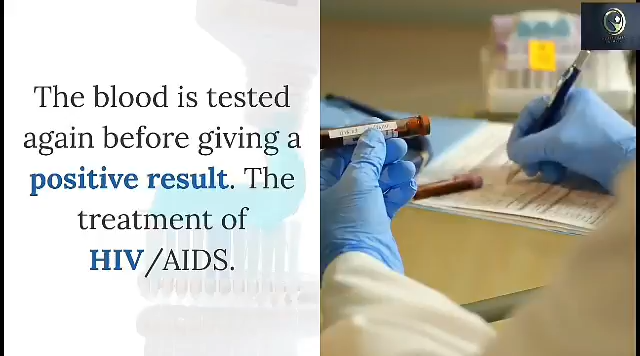 The blood is tested
again before giving a
positive result. The
treatment of
HIV/AIDS.